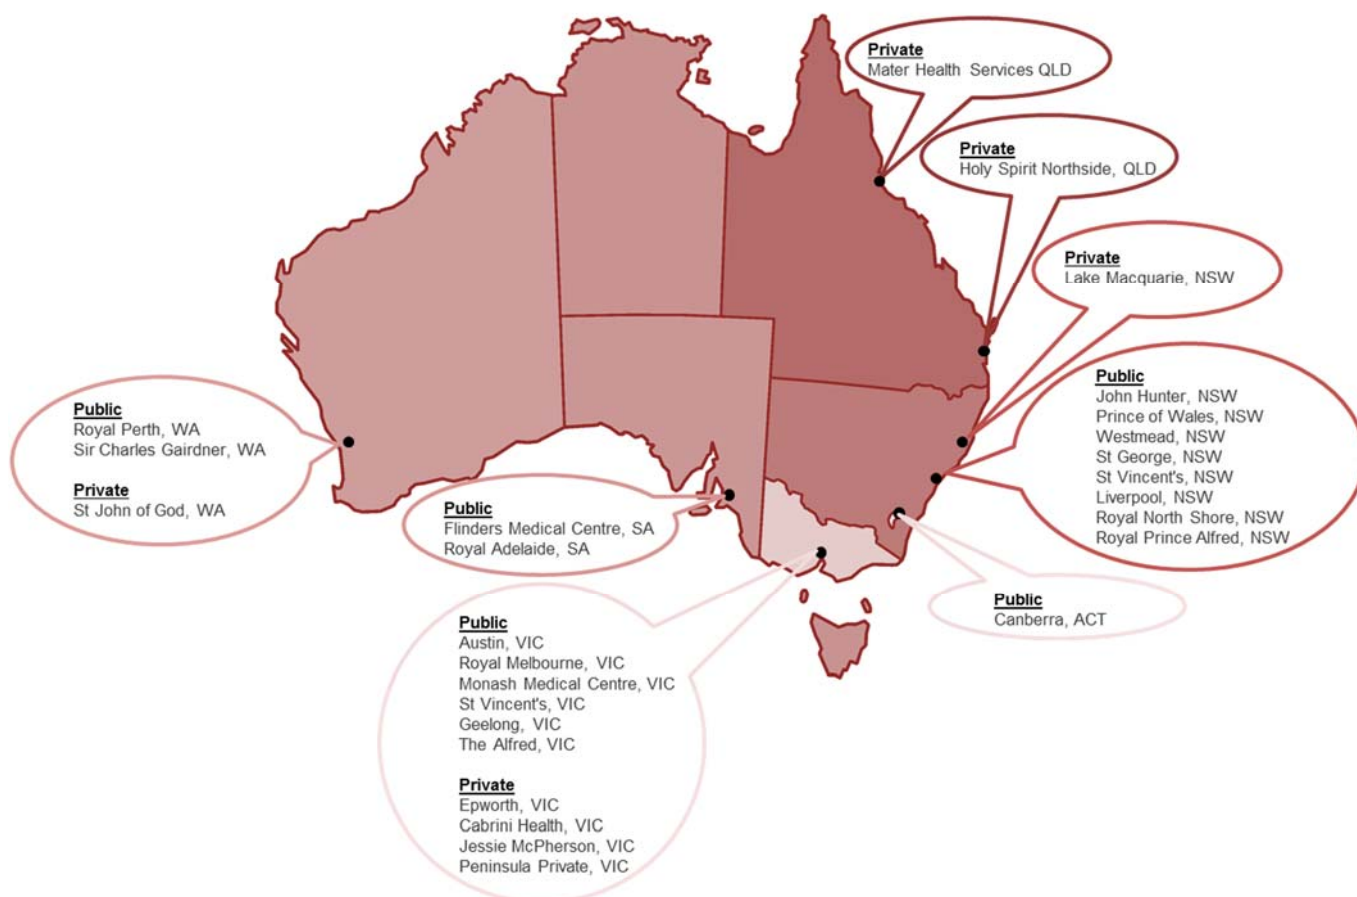 Private
Mater Health Services QLD
Private
Holy Spirit Northside, QLD
Private
Lake Macquarie, NSW
Public
John Hunter, NSW
Prince of Wales, NSW
Westmead, NSW
St George, NSW
St Vincent's, NSW
Liverpool, NSW
Royal North Shore, NSW
Royal Prince Alfred, NSW
Public
Royal Perth, WA
Sir Charles Gairdner, WA
Private
St John of God, WA
Public
Flinders Medical Centre, SA
Royal Adelaide, SA
Public
Canberra, ACT
Public
Austin, VIC
Royal Melbourne, VIC
Monash Medical Centre, VIC
St Vincent's, VIC
Geelong, VIC
The Alfred, VIC
Private
Epworth, VIC
Cabrini Health, VIC
Jessie McPherson, VIC
Peninsula Private, VIC